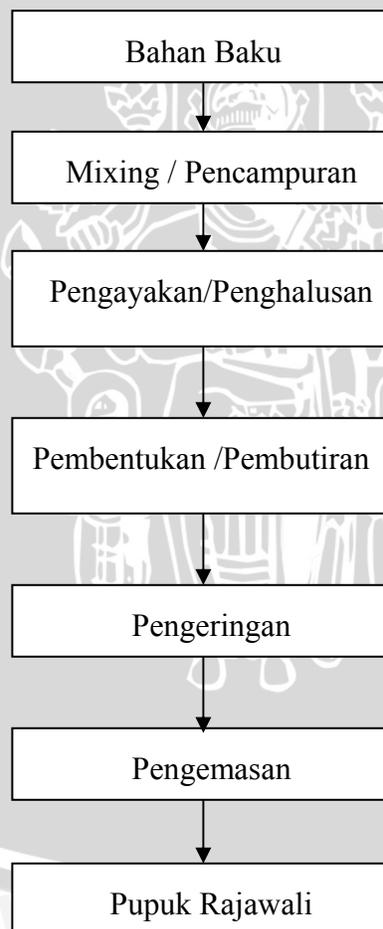 Bahan Baku
Mixing / Pencampuran
Pengayakan/Penghalusan
Pembentukan /Pembutiran
Pengeringan
Pengemasan
Pupuk Rajawali